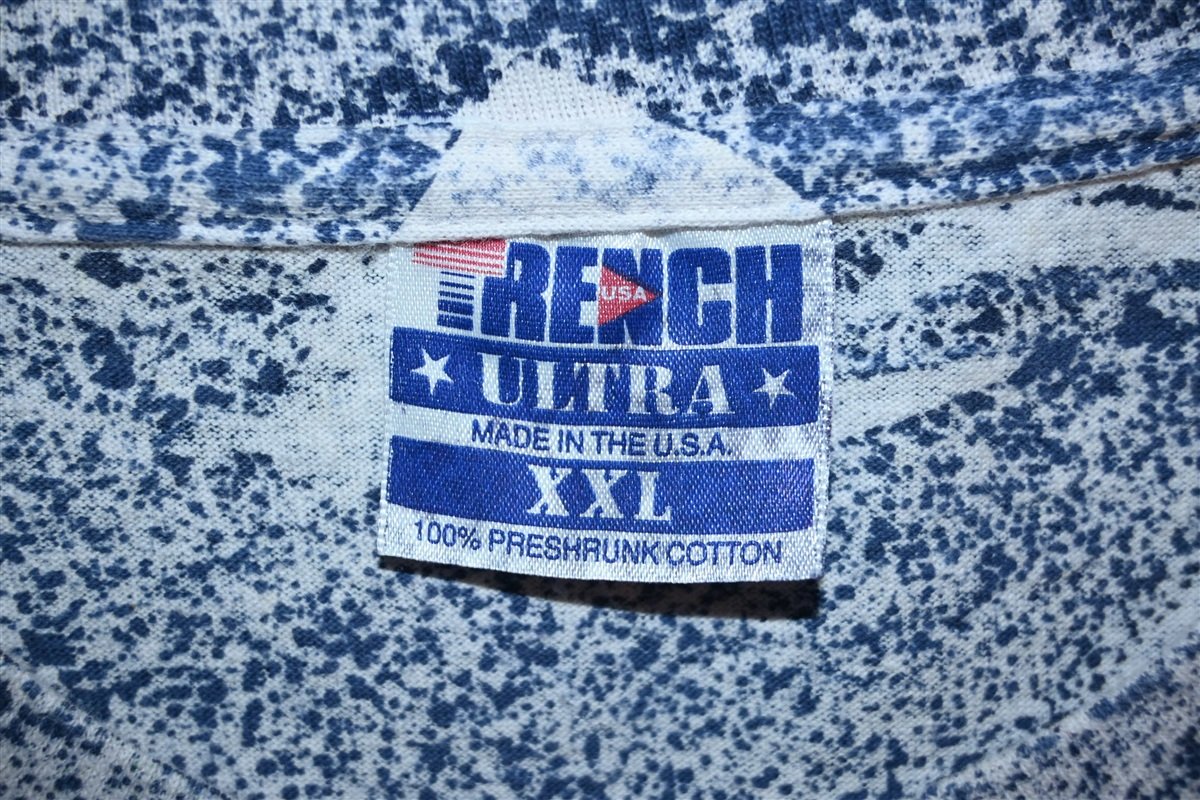 TRENCH
USA
ULTRA
MADE IN THE U.S.A.
XXL
100% PRESHRUNK COTTON